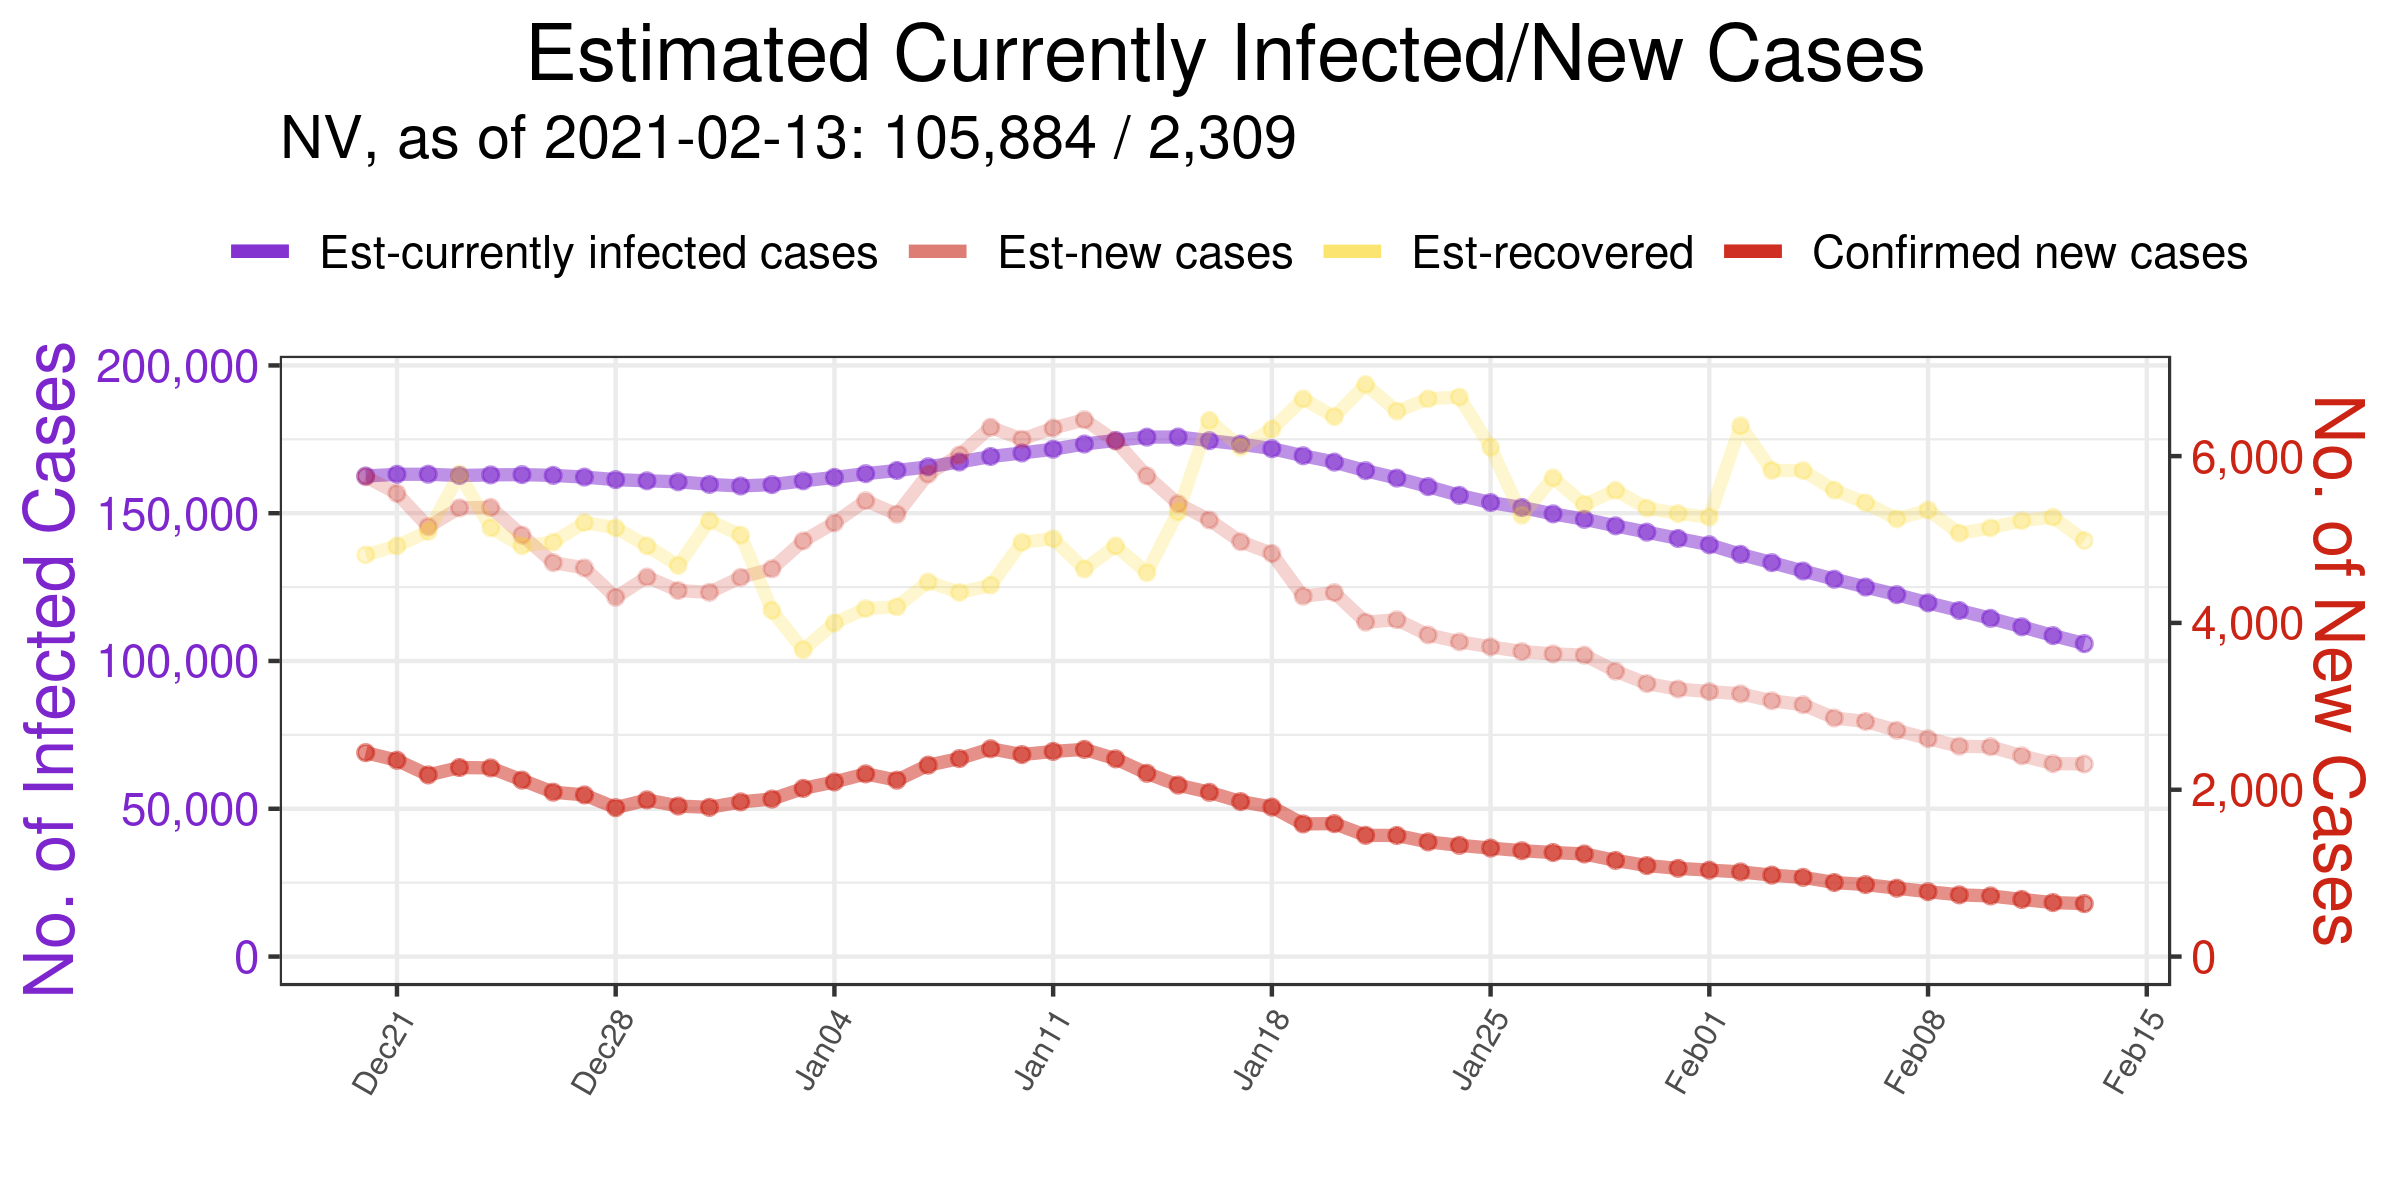 Estimated Currently Infected/New Cases
NV, as of 2021-02-13: 105,884 / 2,309
Est-currently infected cases Est-new cases Est-recovered Confirmed new cases
No. of Infected Cases
200,000
150,000
100,000
50,000
0
6,000
4,000
2,000
0
No. of New Cases
Dec21 Dec28 Jan04 Jan11 Jan18 Jan25 Feb01 Feb08 Feb15